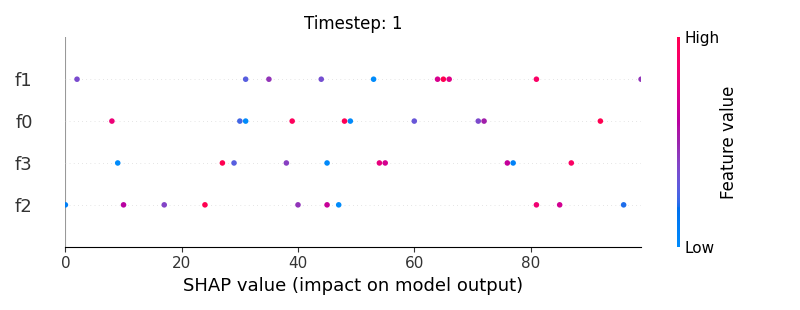 Timestep: 1
High
f1
f0
f3
f2
Feature value
Low
0 20 40 60 80
SHAP value (impact on model output)